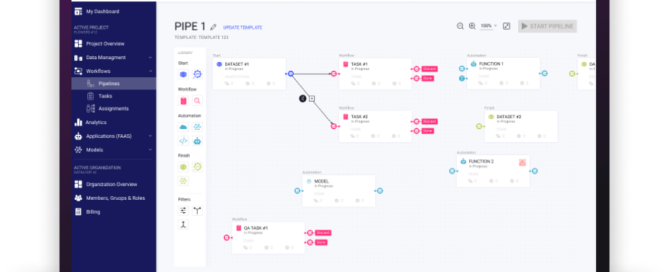 My Dashboard
ACTIVE PROJECT
Project Overview
Data Managment
Workflows
Pipelines
Tasks
Assignments
Analytics
Applications (FAAS)
Models
ACTIVE ORGANIZATION
Organization Overview
Members, Groups & Roles
Billing
PIPE 1
UPDATE TEMPLATE
TEMPLATE: TEMPLATE 123
100%
START PIPELINE
LIBRARY
Start
Workflow
Automation
Finish
Filters
Start
DATASET #1
In Progress
Workflow
TASK #1
In Progress
Workflow
TASK #2
In Progress
Automation
FUNCTION 1
In Progress
Finish
DATASET #3
In Progress
Automation
FUNCTION 2
In Progress
Automation
MODEL
In Progress
Workflow
QA TASK #1
In Progress